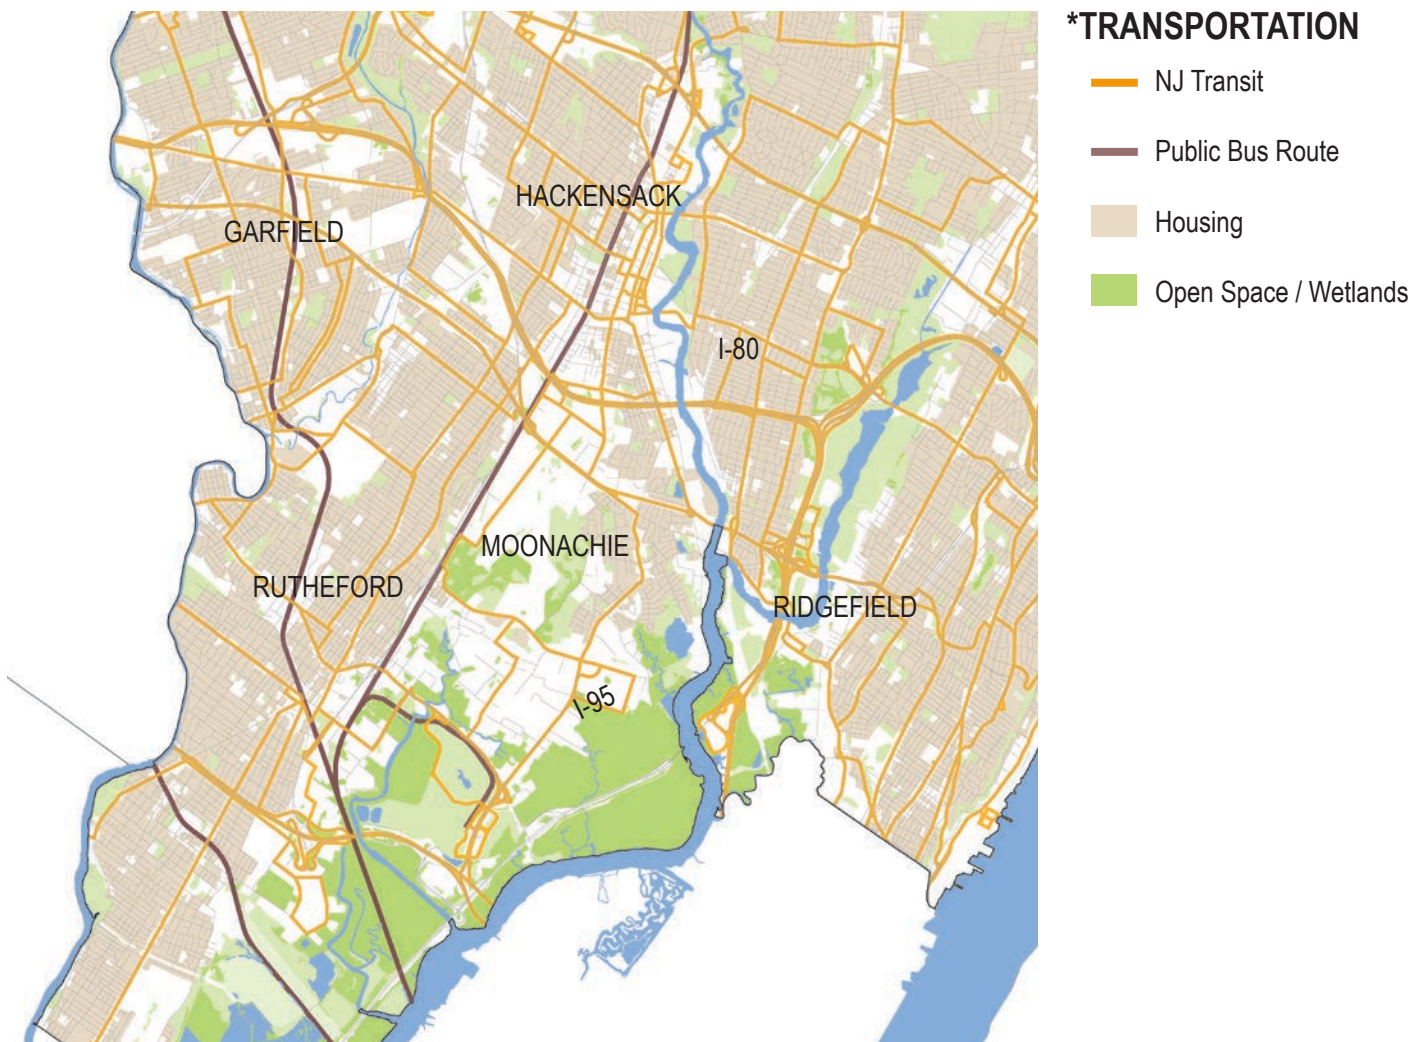 *TRANSPORTATION
NJ Transit
Public Bus Route
Housing
Open Space / Wetlands
HACKENSACK
GARFIELD
I-80
MOONACHIE
RUTHEFORD
RIDGEFIELD
I-95